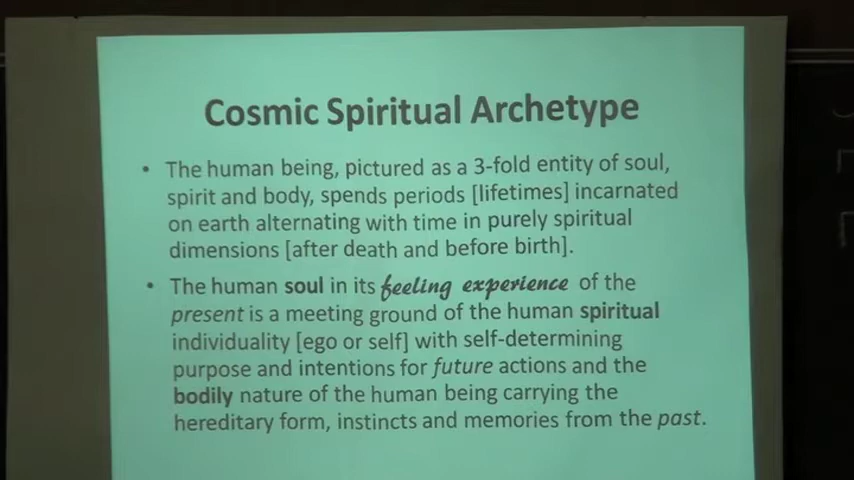 Cosmic Spiritual Archetype
• The human being, pictured as a 3-fold entity of soul,
spirit and body, spends periods [lifetimes] incarnated
on earth alternating with time in purely spiritual
dimensions [after death and before birth].
• The human soul in its feeling experience of the
present is a meeting ground of the human spiritual
individuality [ego or self] with self-determining
purpose and intentions for future actions and the
bodily nature of the human being carrying the
hereditary form, instincts and memories from the past.